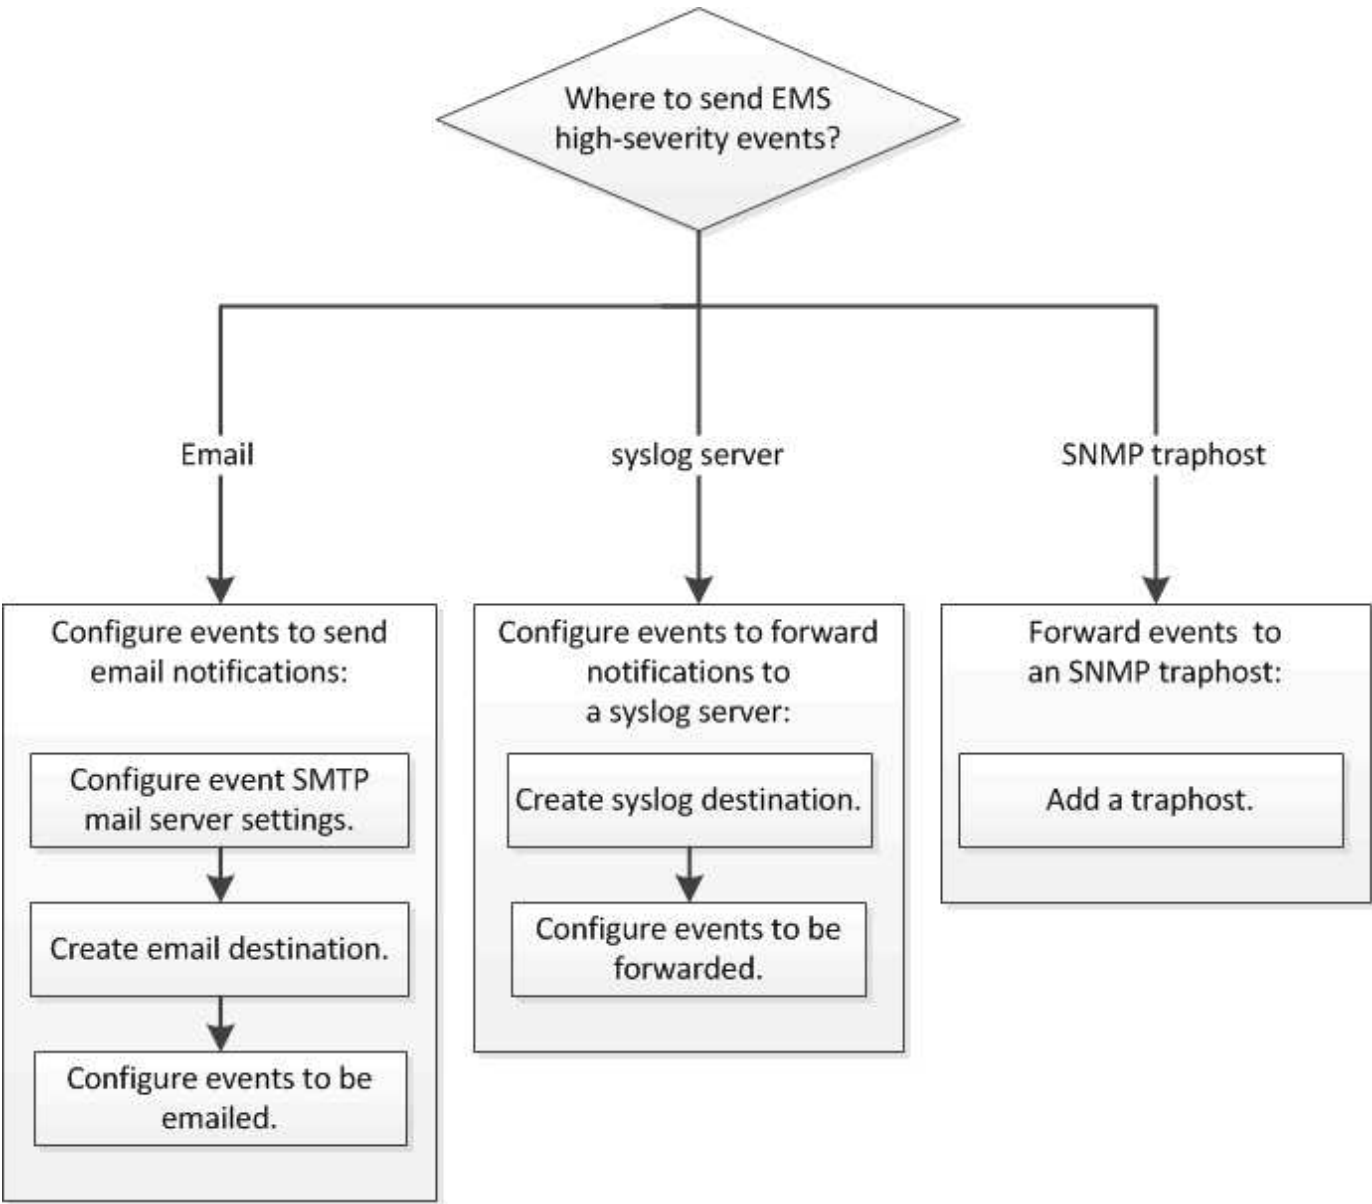 Where to send EMS
high-severity events?
Email
syslog server
SNMP traphost
Configure events to send
email notifications:
Configure event SMTP
mail server settings.
Create email destination.
Configure events to be
emailed.
Configure events to forward
notifications to
a syslog server:
Create syslog destination.
Configure events to be
forwarded.
Forward events to
an SNMP traphost:
Add a traphost.